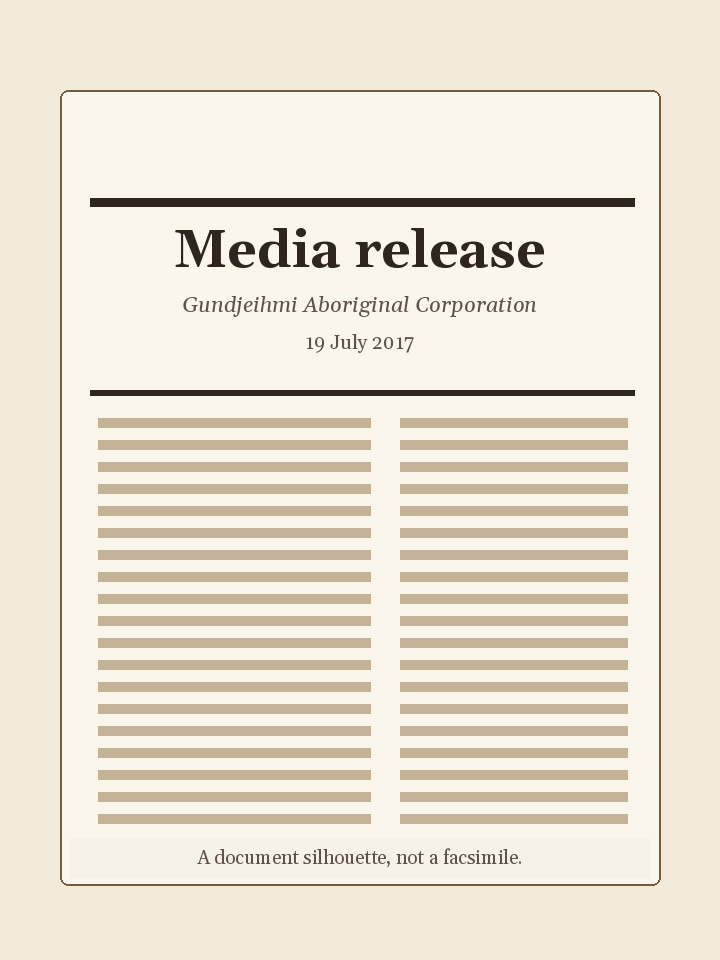 Media release
Gundjeihmi Aboriginal Corporation
19 July 2017
A document silhouette, not a facsimile.